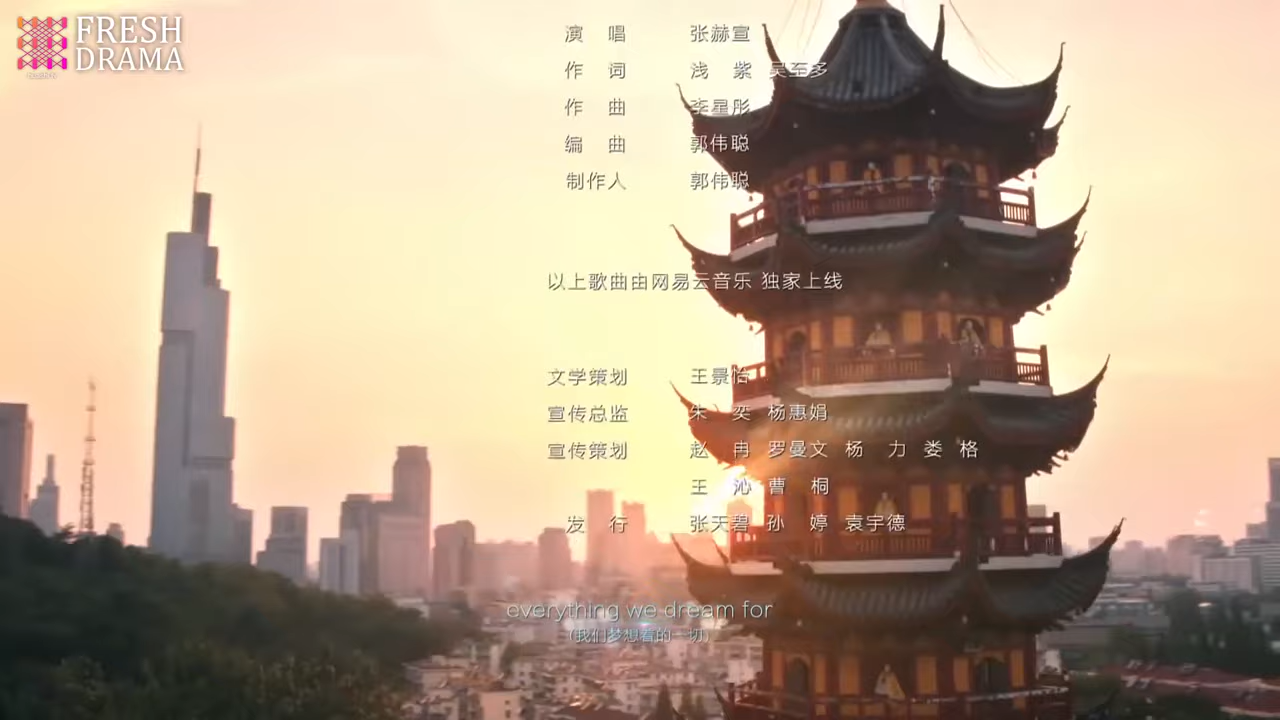 FRESH
DRAMA
演 唱 张赫宣
作 词 浅 紫 吴至多
作 曲 李星彤
编 曲 郭伟聪
制作人 郭伟聪
以上歌曲由网易云音乐 独家上线
文学策划 王景怡
宣传总监 朱 奕 杨惠娟
宣传策划 赵 冉 罗曼文 杨 力 娄 格
王 沁 曹 桐
发 行 张天碧 孙 婷 袁宇德
everything we dream for
(我们梦想着的一切)